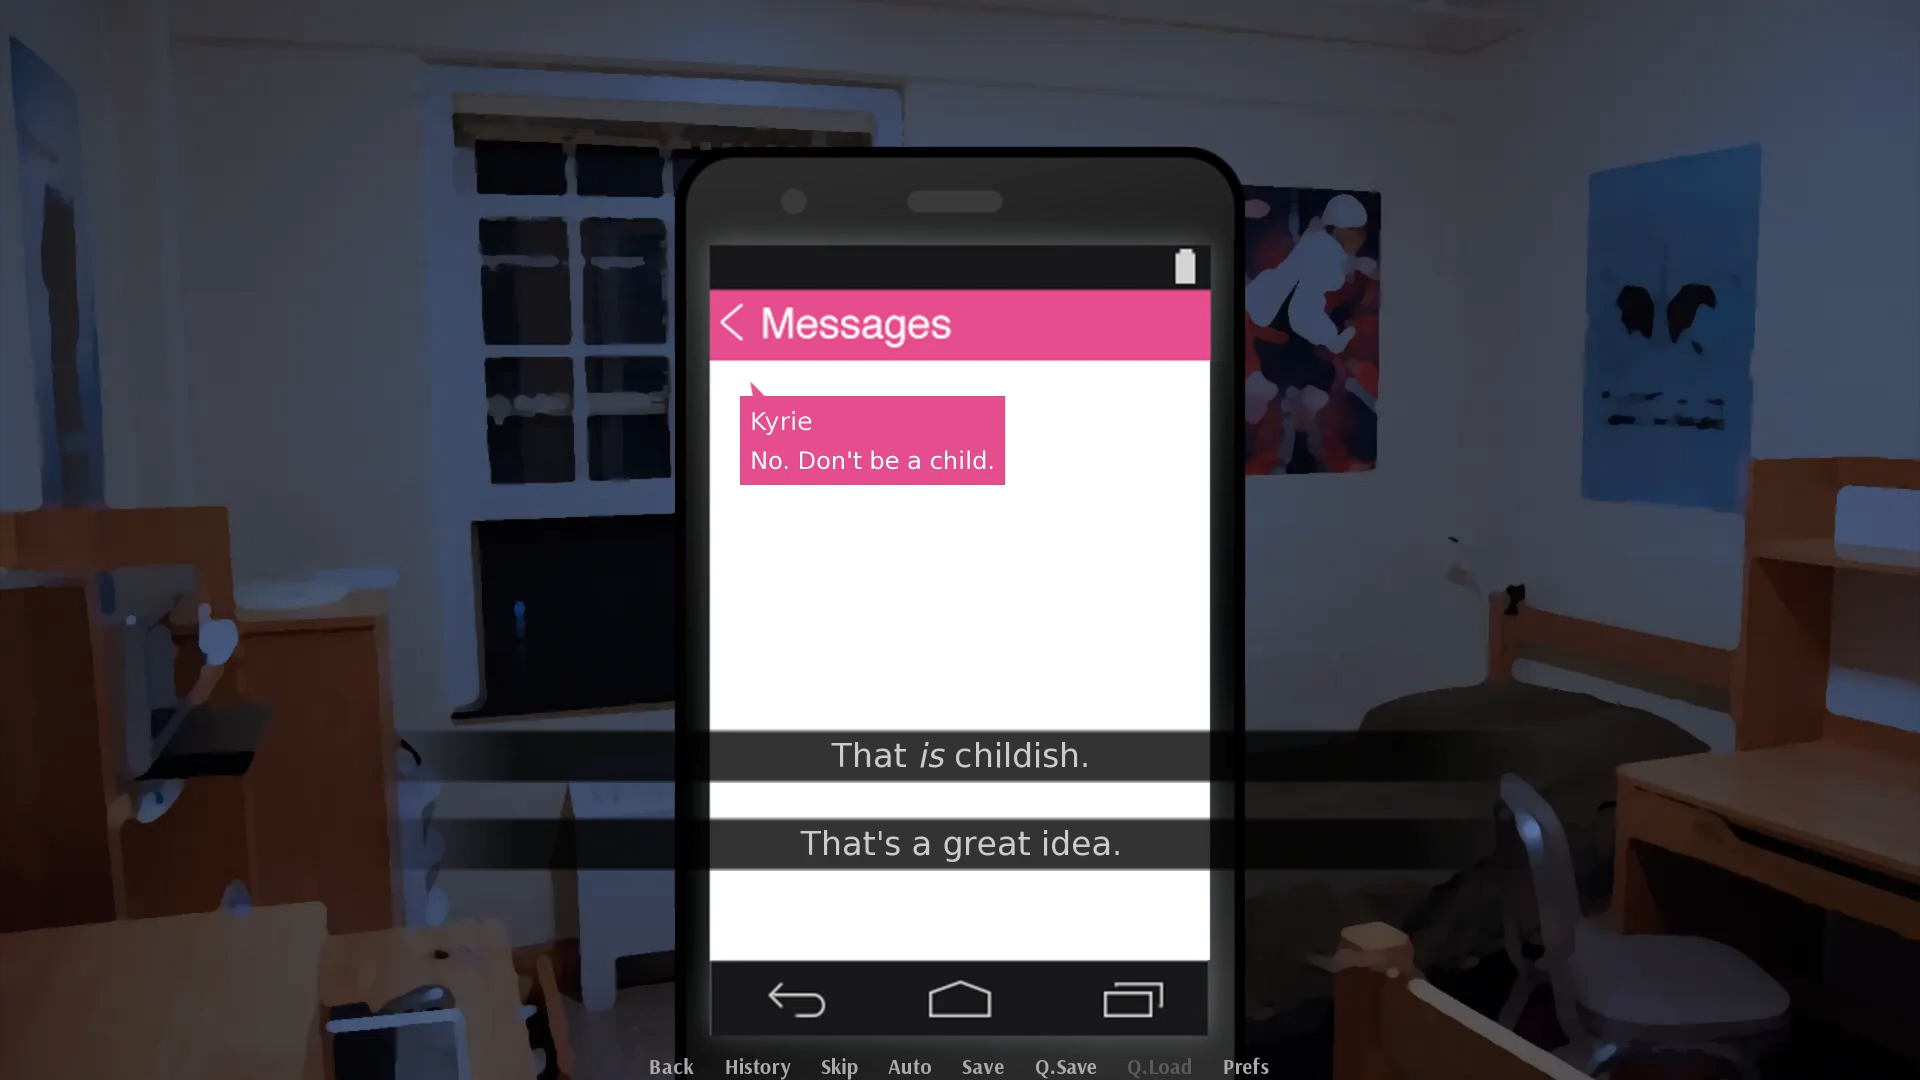 Messages
Kyrie
No. Don't be a child.
That is childish.
That's a great idea.
Back History Skip Auto Save Q.Save Q.Load Prefs